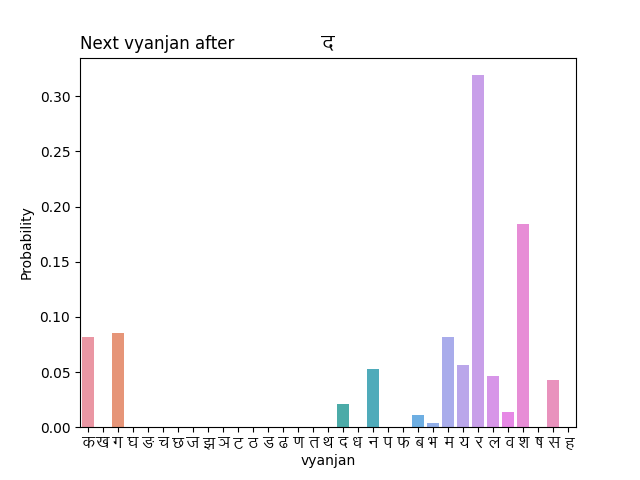 Next vyanjan after द
0.30
0.25
0.20
0.15
0.10
0.05
0.00
Probability
क ख ग घ ङ च छ ज झ ञ ट ठ ड ढ ण त थ द ध न प फ ब भ म य र ल व श ष स ह
vyanjan